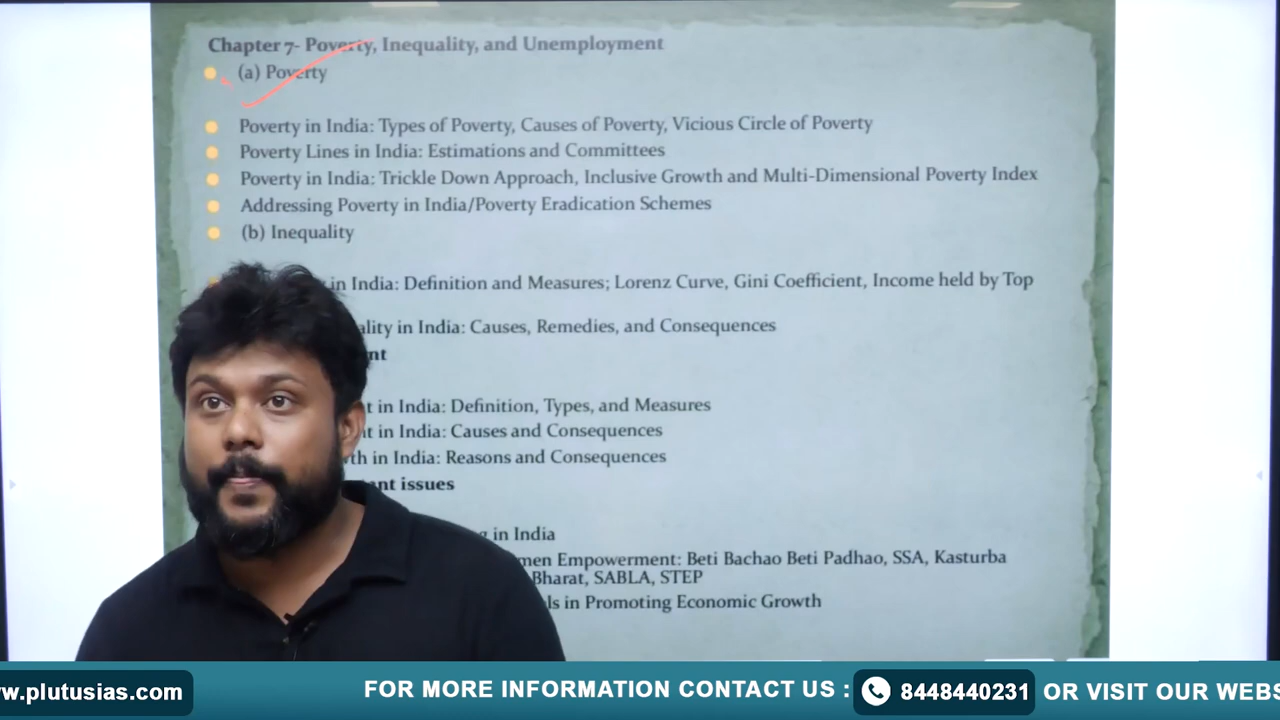 Chapter 7- Poverty, Inequality, and Unemployment
(a) Poverty
Poverty in India: Types of Poverty, Causes of Poverty, Vicious Circle of Poverty
Poverty Lines in India: Estimations and Committees
Poverty in India: Trickle Down Approach, Inclusive Growth and Multi-Dimensional Poverty Index
Addressing Poverty in India/Poverty Eradication Schemes
(b) Inequality
in India: Definition and Measures; Lorenz Curve, Gini Coefficient, Income held by Top
ality in India: Causes, Remedies, and Consequences
nt
t in India: Definition, Types, and Measures
t in India: Causes and Consequences
th in India: Reasons and Consequences
nt issues
in India
men Empowerment: Beti Bachao Beti Padhao, SSA, Kasturba
Bharat, SABLA, STEP
ls in Promoting Economic Growth
w.plutusias.com FOR MORE INFORMATION CONTACT US : 8448440231 OR VISIT OUR WEBS